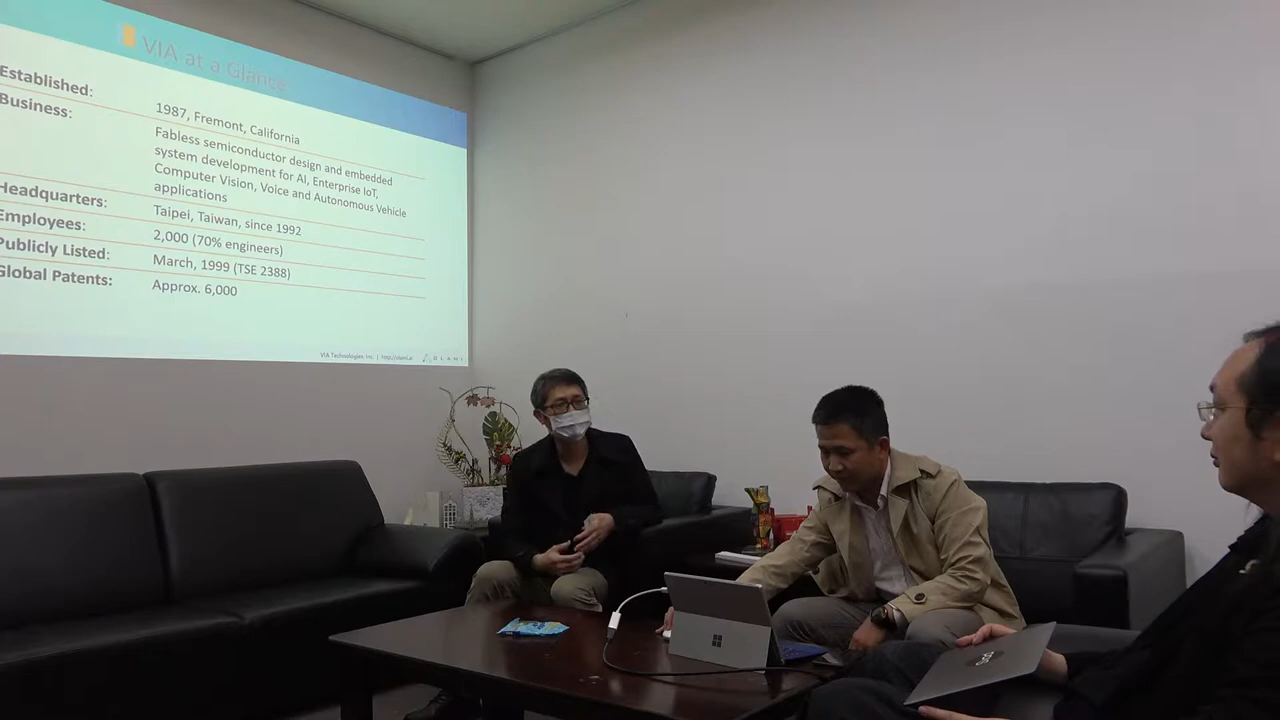 VIA at a Glance
Established:
1987, Fremont, California
Business:
Fabless semiconductor design and embedded
system development for AI, Enterprise IoT,
Computer Vision, Voice and Autonomous Vehicle
applications
Headquarters:
Taipei, Taiwan, since 1992
Employees:
2,000 (70% engineers)
Publicly Listed:
March, 1999 (TSE 2388)
Global Patents:
Approx. 6,000
VIA Technologies, Inc. |